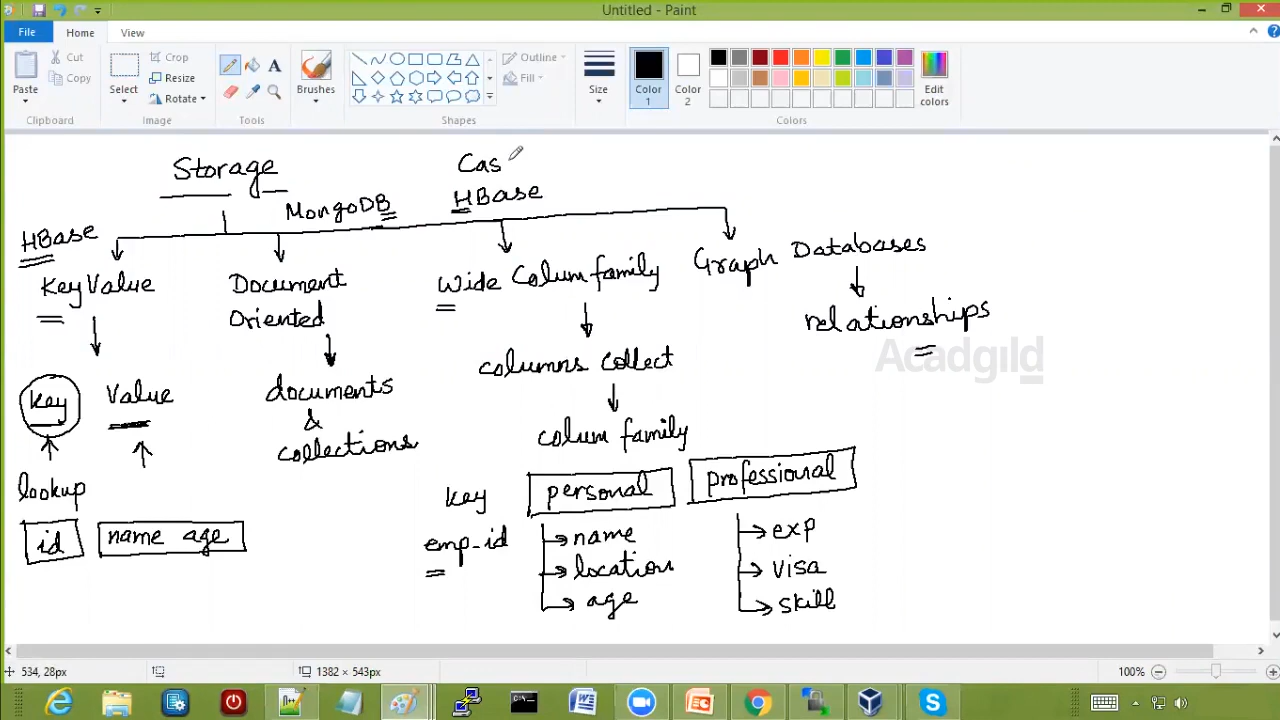 Untitled - Paint
File
Home
View
Paste
Cut
Copy
Clipboard
Select
Crop
Resize
Rotate
Image
A
Tools
Brushes
Outline
Fill
Shapes
Size
Color 1
Color 2
Edit colors
Colors
Storage
Cas
MongoDB
HBase
HBase
Key Value
Document Oriented
Wide Colum family
Graph Databases
relationships
Acadgild
key
Value
documents & collections
columns collect
colum family
lookup
id
name age
key
emp-id
personal
professional
name
location
age
exp
visa
skill
534, 28px
1382 × 543px
100%